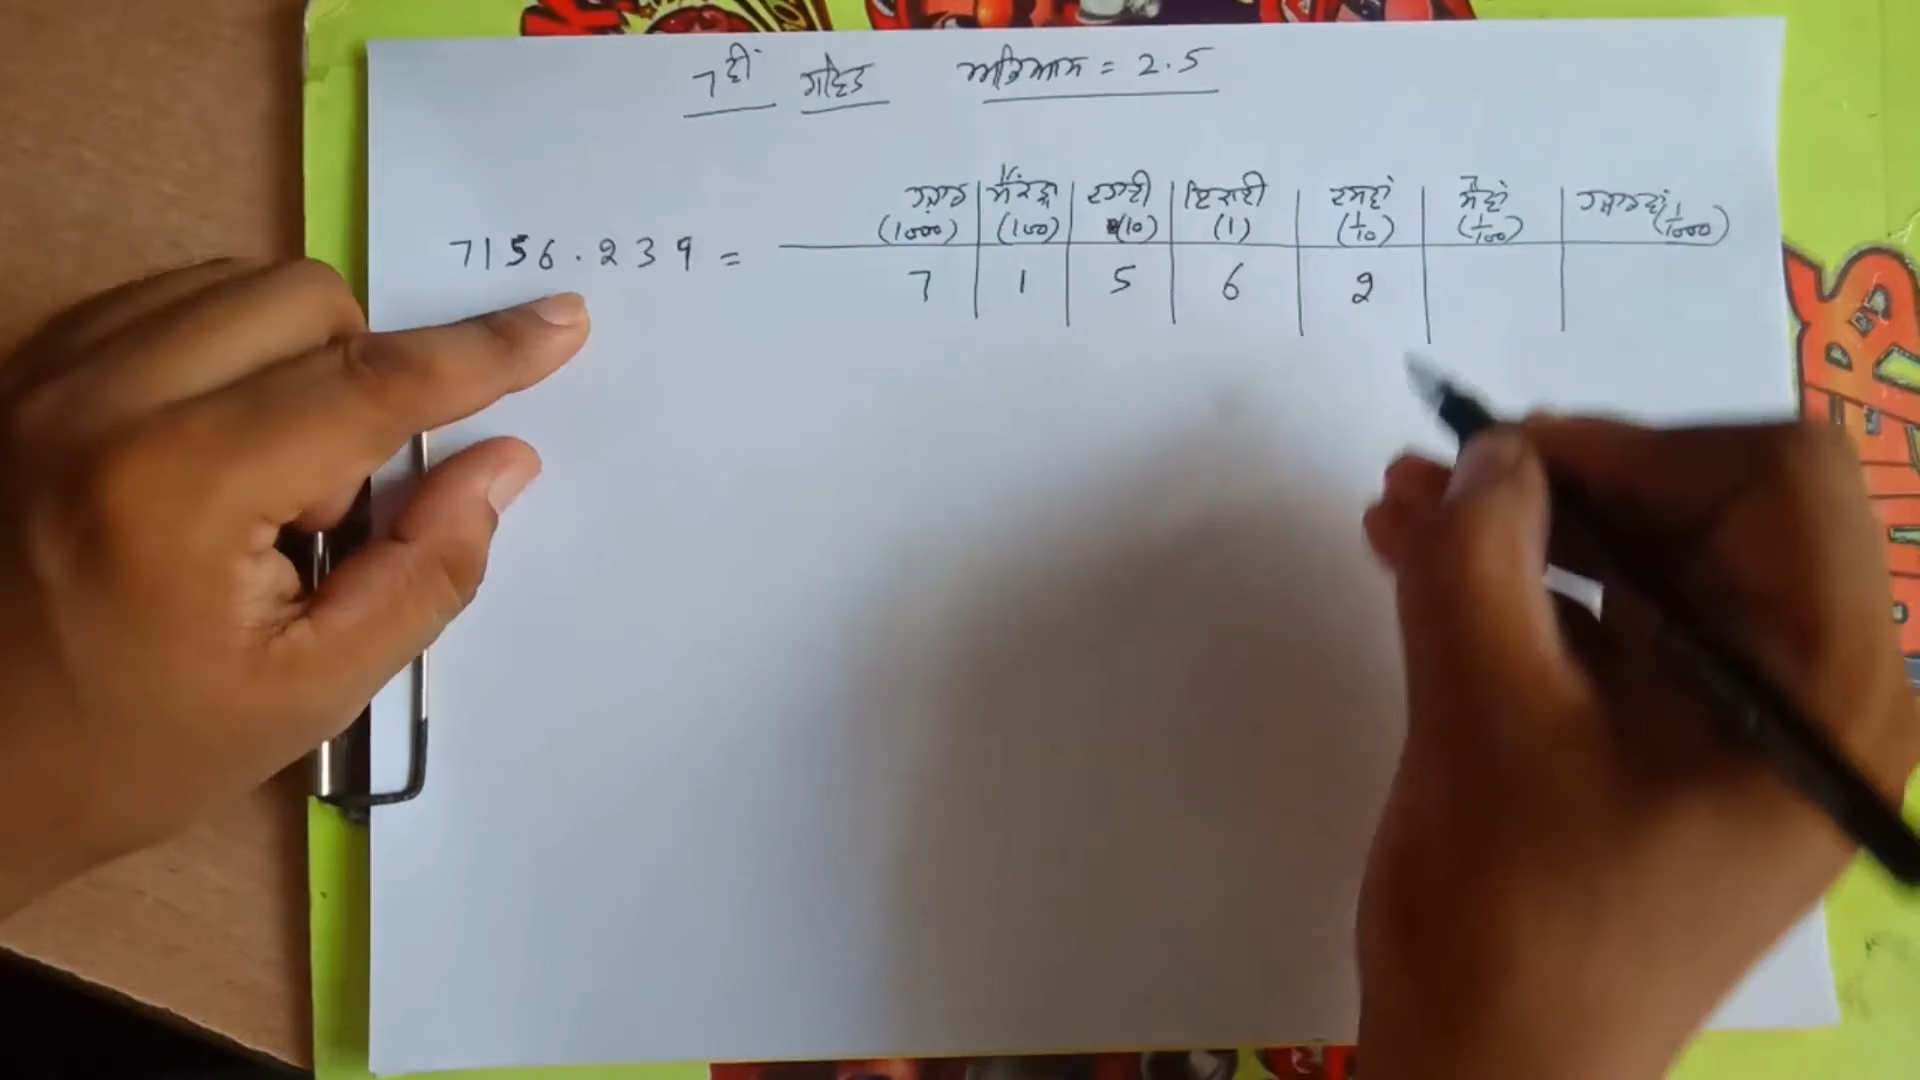 7ਵੀਂ ਗਣਿਤ ਅਭਿਆਸ = 2.5
ਹਜ਼ਾਰ ਸੈਂਕੜਾ ਦਹਾਈ ਇਕਾਈ ਦਸਵਾਂ ਸੌਵਾਂ ਹਜ਼ਾਰਵਾਂ
(1000) (100) (10) (1) (1/10) (1/100) (1/1000)
7156.239 =
7 1 5 6 2